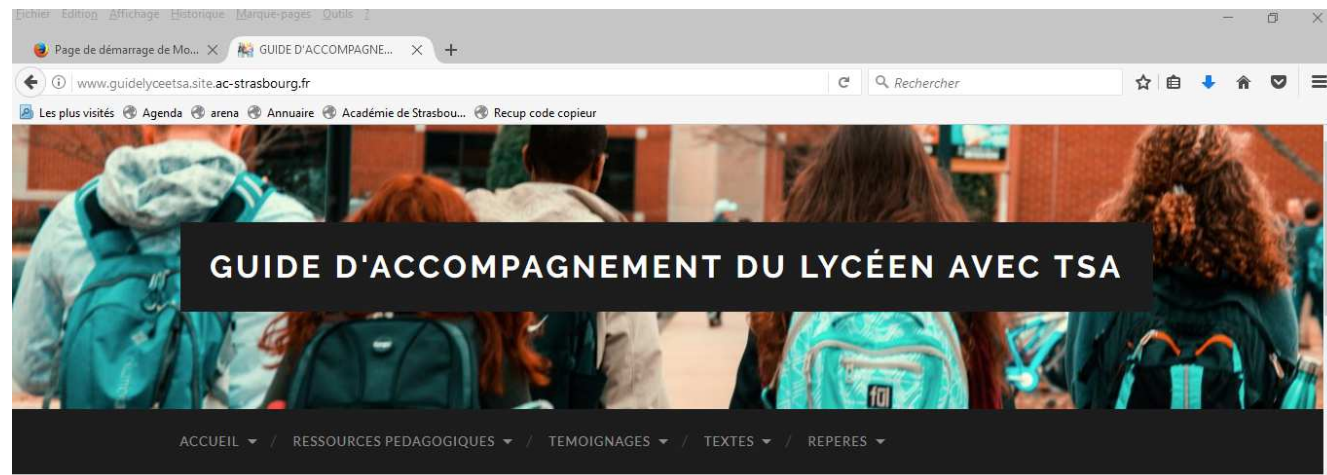 Fichier Edition Affichage Historique Marque-pages Outils ?
Page de démarrage de Mo... GUIDE D'ACCOMPAGNE...
www.guidelyceetsa.site.ac-strasbourg.fr Rechercher
Les plus visités Agenda arena Annuaire Académie de Strasbou... Recup code copieur
GUIDE D'ACCOMPAGNEMENT DU LYCÉEN AVEC TSA
fūl
ACCUEIL / RESSOURCES PEDAGOGIQUES / TEMOIGNAGES / TEXTES / REPERES